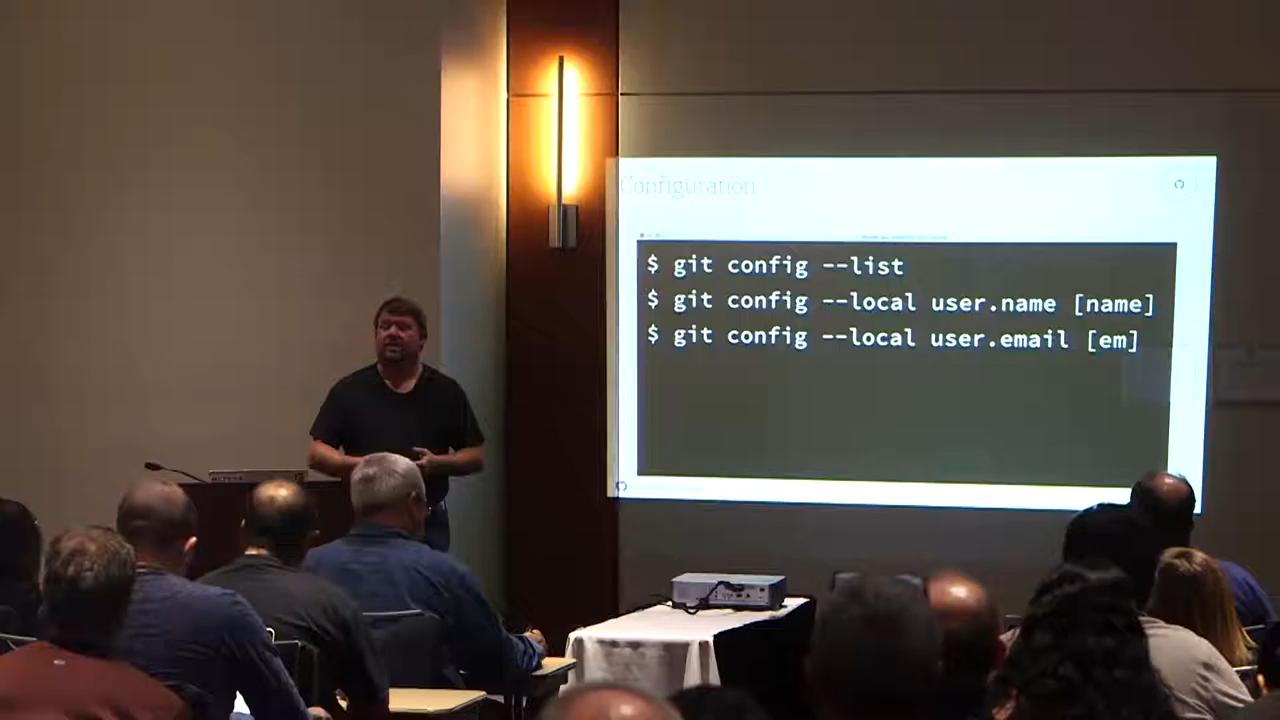 Configuration
$ git config --list
$ git config --local user.name [name]
$ git config --local user.email [em]